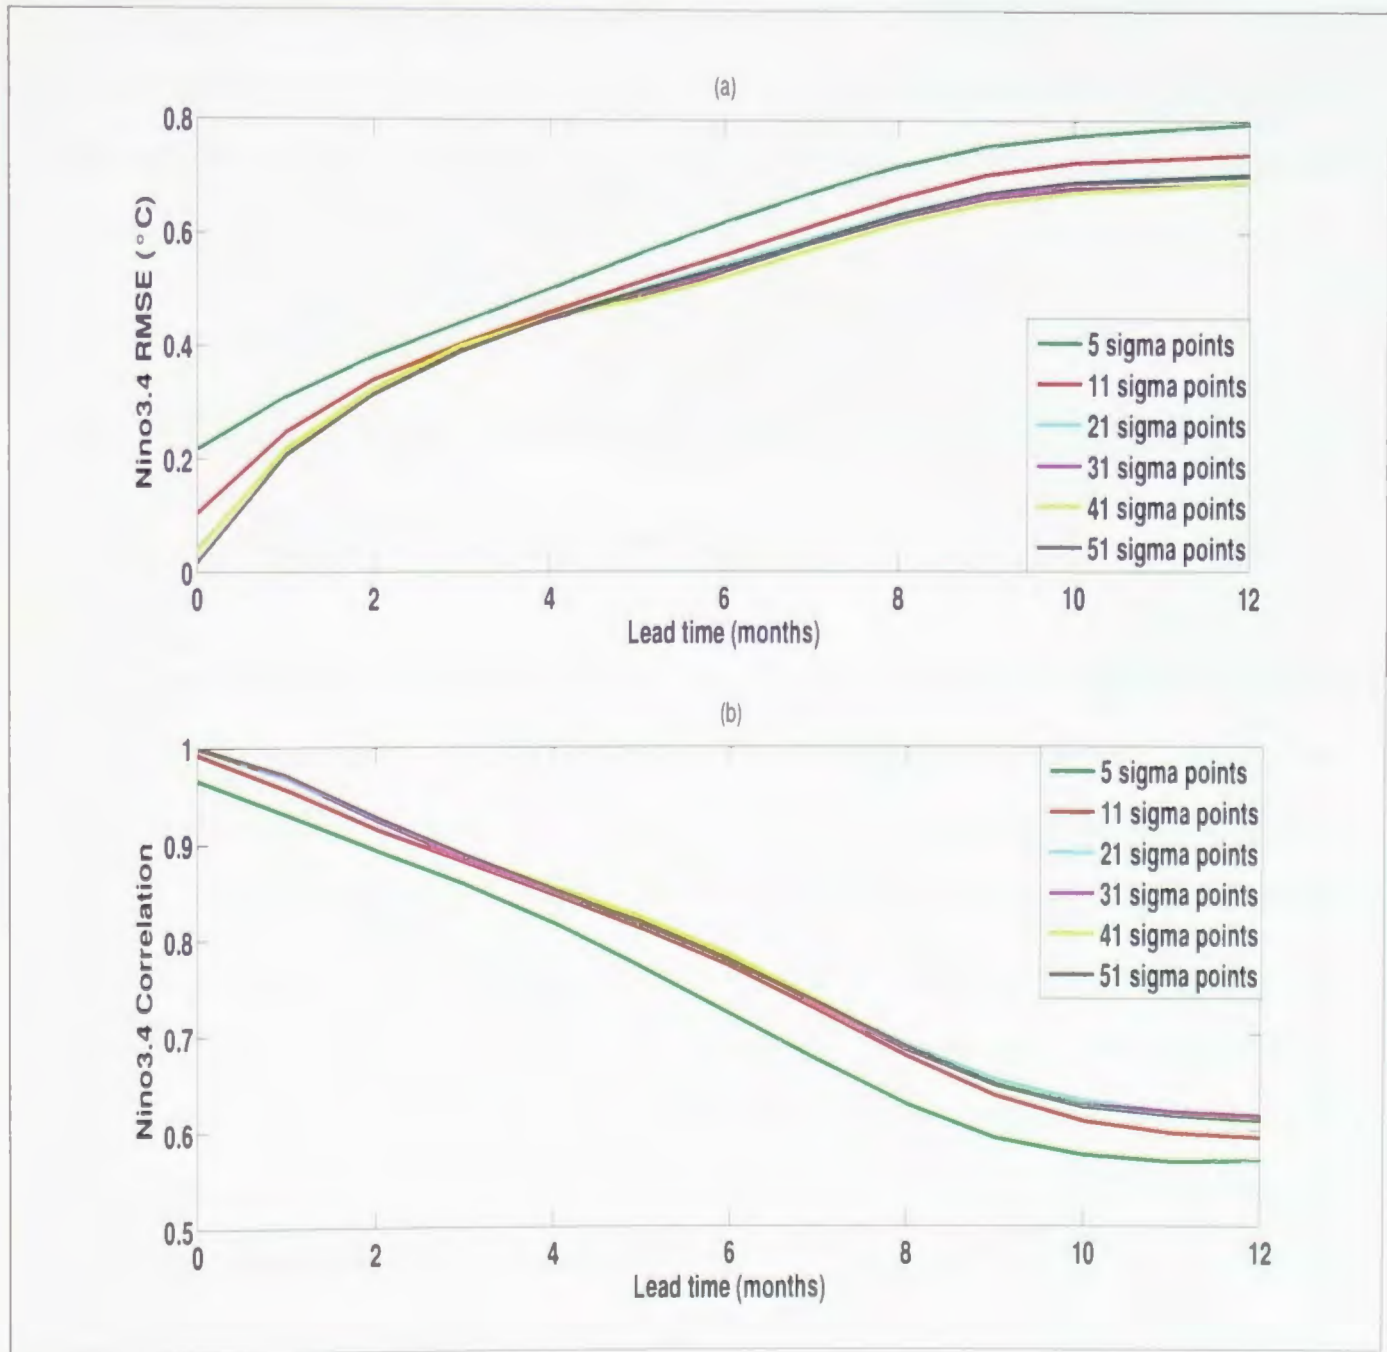 (a)
0.8
0.6
0.4
0.2
0
Nino3.4 RMSE (°C)
5 sigma points
11 sigma points
21 sigma points
31 sigma points
41 sigma points
51 sigma points
0 2 4 6 8 10 12
Lead time (months)
(b)
1
0.9
0.8
0.7
0.6
0.5
Nino3.4 Correlation
5 sigma points
11 sigma points
21 sigma points
31 sigma points
41 sigma points
51 sigma points
0 2 4 6 8 10 12
Lead time (months)